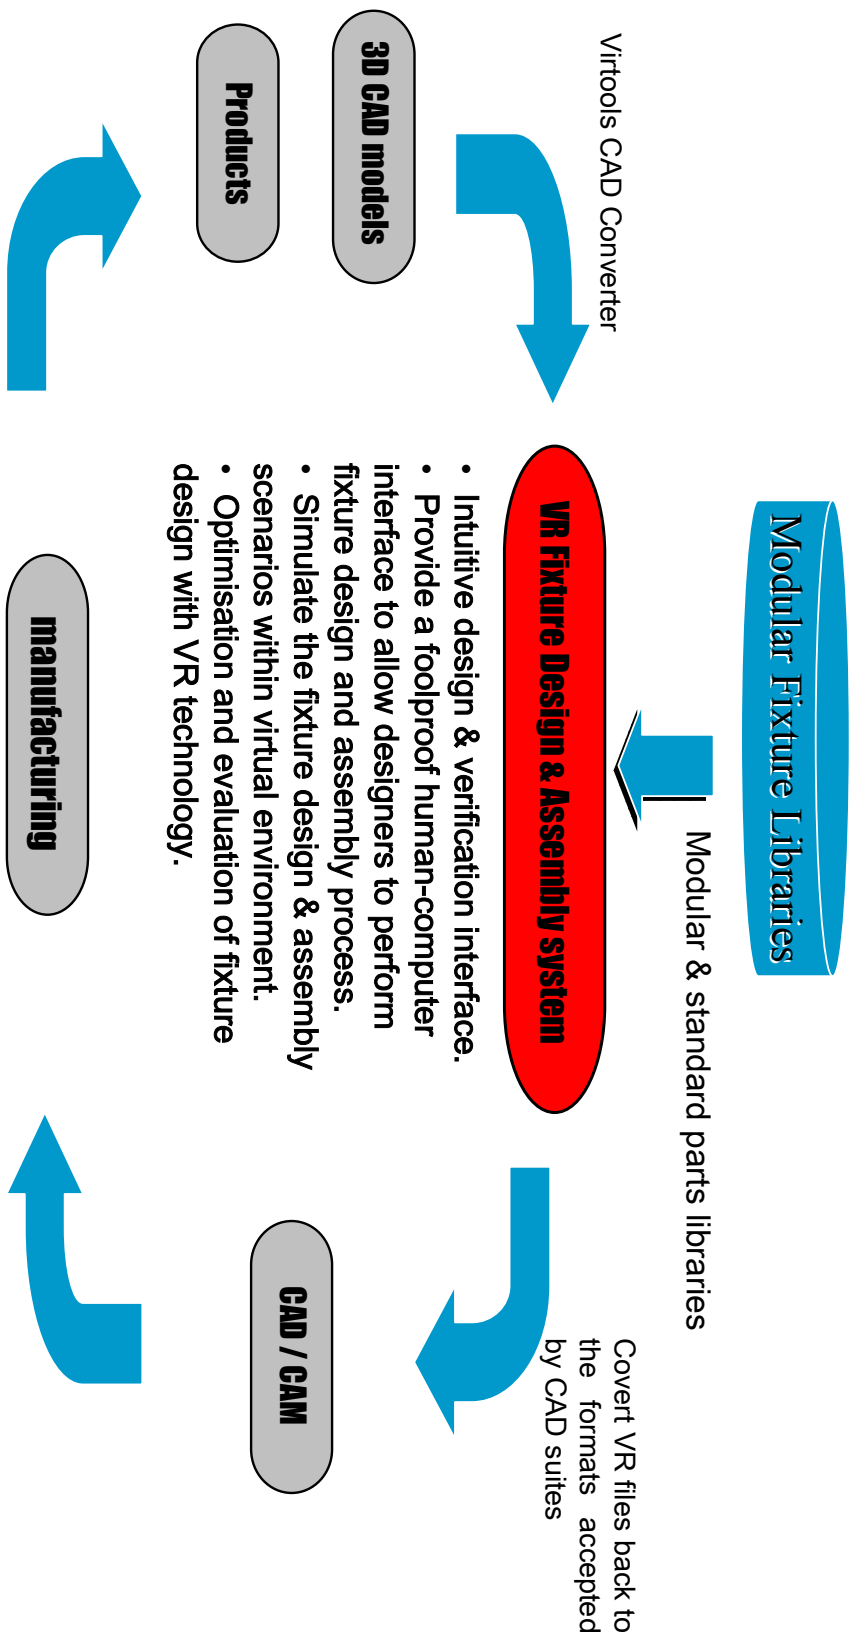 Modular Fixture Libraries
Modular & standard parts libraries
Virtools CAD Converter
Covert VR files back to
the formats accepted
by CAD suites
VR Fixture Design & Assembly system
3D CAD models
Products
• Intuitive design & verification interface.
• Provide a foolproof human-computer
interface to allow designers to perform
fixture design and assembly process.
• Simulate the fixture design & assembly
scenarios within virtual environment.
• Optimisation and evaluation of fixture
design with VR technology.
CAD / CAM
manufacturing